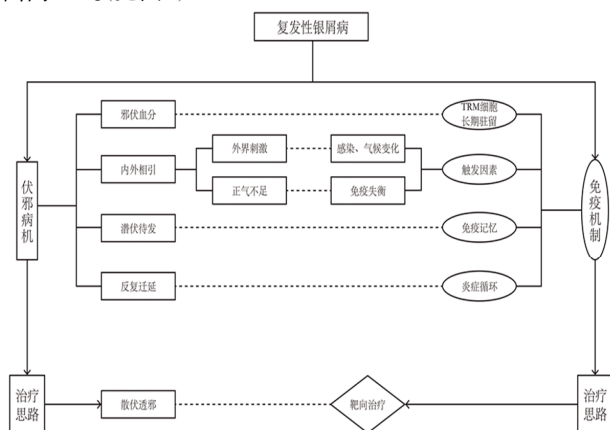 复发性银屑病
邪伏血分
TRM细胞
长期驻留
内外相引
外界刺激
感染、气候变化
触发因素
正气不足
免疫失衡
伏邪病机
免疫机制
潜伏待发
免疫记忆
反复迁延
炎症循环
治疗
思路
散伏透邪
靶向治疗
治疗
思路